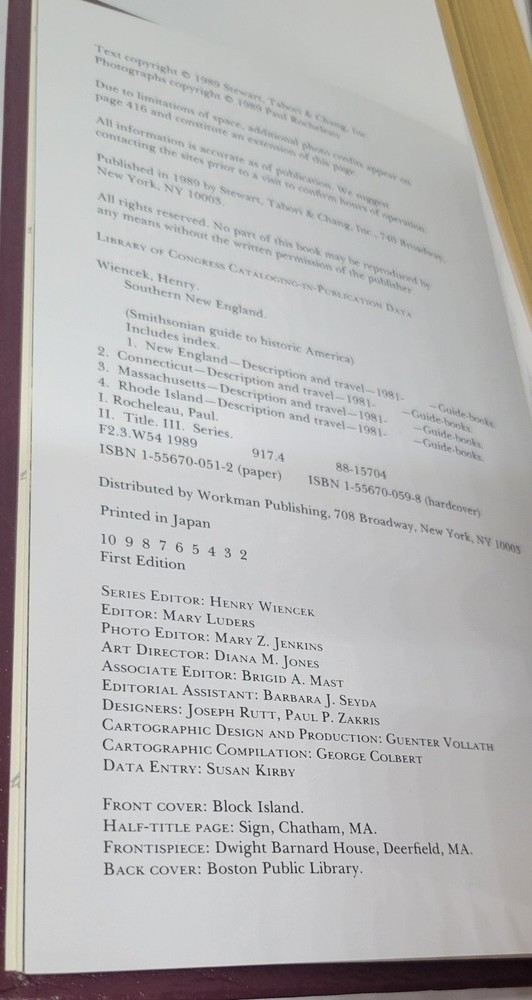 Text copyright © 1989 Stewart, Tabori & Chang, Inc.
Photographs copyright © 1989 Paul Rocheleau
Due to limitations of space, additional photo credits appear on
page 416 and constitute an extension of this page.
All information is accurate as of publication. We suggest
contacting the sites prior to a visit to confirm hours of operation.
Published in 1989 by Stewart, Tabori & Chang, Inc., 740 Broadway,
New York, NY 10003.
All rights reserved. No part of this book may be reproduced by
any means without the written permission of the publisher.
LIBRARY OF CONGRESS CATALOGING-IN-PUBLICATION DATA
Wiencek, Henry.
Southern New England.
(Smithsonian guide to historic America)
Includes index.
1. New England—Description and travel—1981- —Guide-books.
2. Connecticut—Description and travel—1981- —Guide-books.
3. Massachusetts—Description and travel—1981- —Guide-books.
4. Rhode Island—Description and travel—1981- —Guide-books.
I. Rocheleau, Paul.
II. Title. III. Series.
F2.3.W54 1989 917.4 88-15704
ISBN 1-55670-051-2 (paper) ISBN 1-55670-059-8 (hardcover)
Distributed by Workman Publishing, 708 Broadway, New York, NY 10003
Printed in Japan
10 9 8 7 6 5 4 3 2
First Edition
SERIES EDITOR: HENRY WIENCEK
EDITOR: MARY LUDERS
PHOTO EDITOR: MARY Z. JENKINS
ART DIRECTOR: DIANA M. JONES
ASSOCIATE EDITOR: BRIGID A. MAST
EDITORIAL ASSISTANT: BARBARA J. SEYDA
DESIGNERS: JOSEPH RUTT, PAUL P. ZAKRIS
CARTOGRAPHIC DESIGN AND PRODUCTION: GUENTER VOLLATH
CARTOGRAPHIC COMPILATION: GEORGE COLBERT
DATA ENTRY: SUSAN KIRBY
FRONT COVER: Block Island.
HALF-TITLE PAGE: Sign, Chatham, MA.
FRONTISPIECE: Dwight Barnard House, Deerfield, MA.
BACK COVER: Boston Public Library.